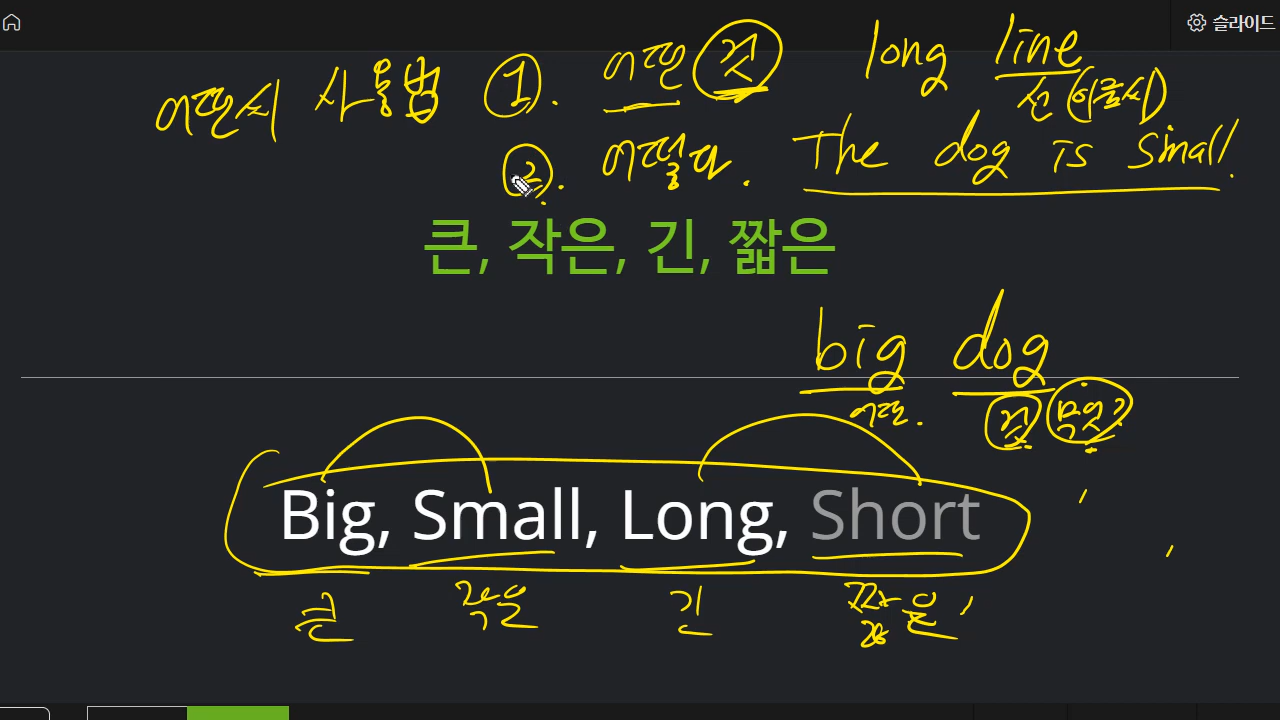 슬라이드
어떤씨 사용법 ①. 어떤 것 long line
선 (이름씨)
②. 어떻다. The dog is small.
큰, 작은, 긴, 짧은
big dog
어떤. 것 무엇?
Big, Small, Long, Short
큰 작은 긴 짧은